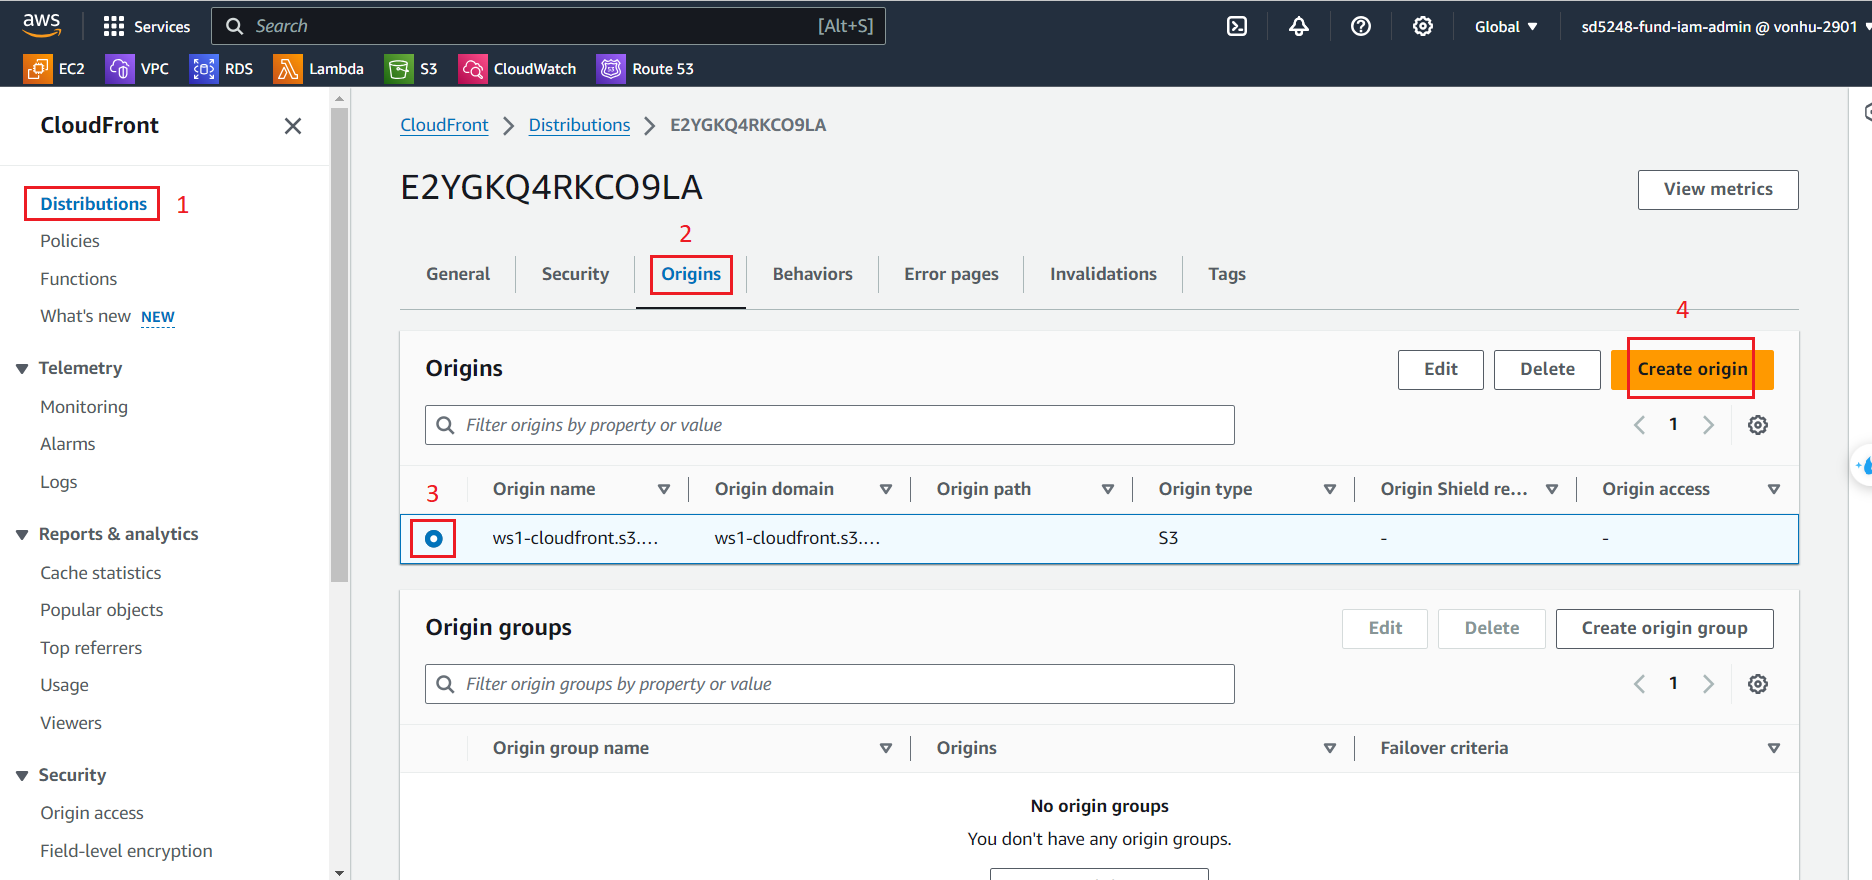 aws Services Search [Alt+S] Global sd5248-fund-iam-admin @ vonhu-2901
EC2 VPC RDS Lambda S3 CloudWatch Route 53
CloudFront
Distributions 1
Policies
Functions
What's new NEW
Telemetry
Monitoring
Alarms
Logs
Reports & analytics
Cache statistics
Popular objects
Top referrers
Usage
Viewers
Security
Origin access
Field-level encryption
CloudFront Distributions E2YGKQ4RKCO9LA
E2YGKQ4RKCO9LA
View metrics
2
General Security Origins Behaviors Error pages Invalidations Tags
4
Origins Edit Delete Create origin
Filter origins by property or value 1
3 Origin name Origin domain Origin path Origin type Origin Shield re... Origin access
ws1-cloudfront.s3.... ws1-cloudfront.s3.... S3 - -
Origin groups Edit Delete Create origin group
Filter origin groups by property or value 1
Origin group name Origins Failover criteria
No origin groups
You don't have any origin groups.